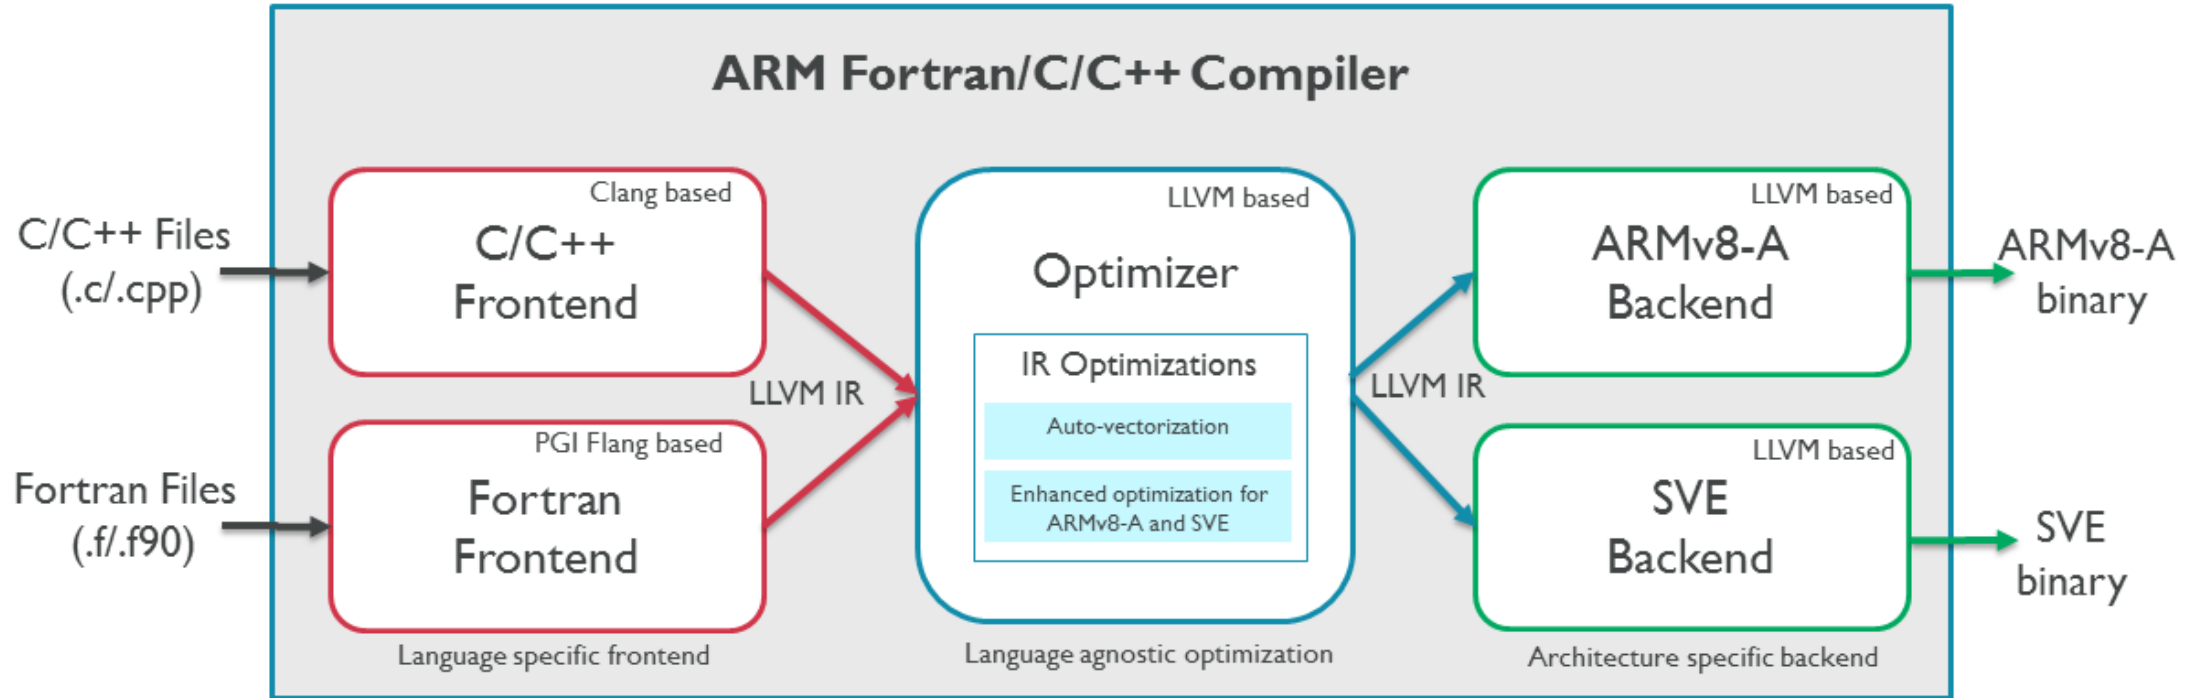 ARM Fortran/C/C++ Compiler
C/C++ Files
(.c/.cpp)
Clang based
C/C++
Frontend
LLVM IR
Fortran Files
(.f/.f90)
PGI Flang based
Fortran
Frontend
Language specific frontend
LLVM based
Optimizer
IR Optimizations
Auto-vectorization
Enhanced optimization for
ARMv8-A and SVE
Language agnostic optimization
LLVM IR
LLVM based
ARMv8-A
Backend
ARMv8-A
binary
LLVM based
SVE
Backend
SVE
binary
Architecture specific backend